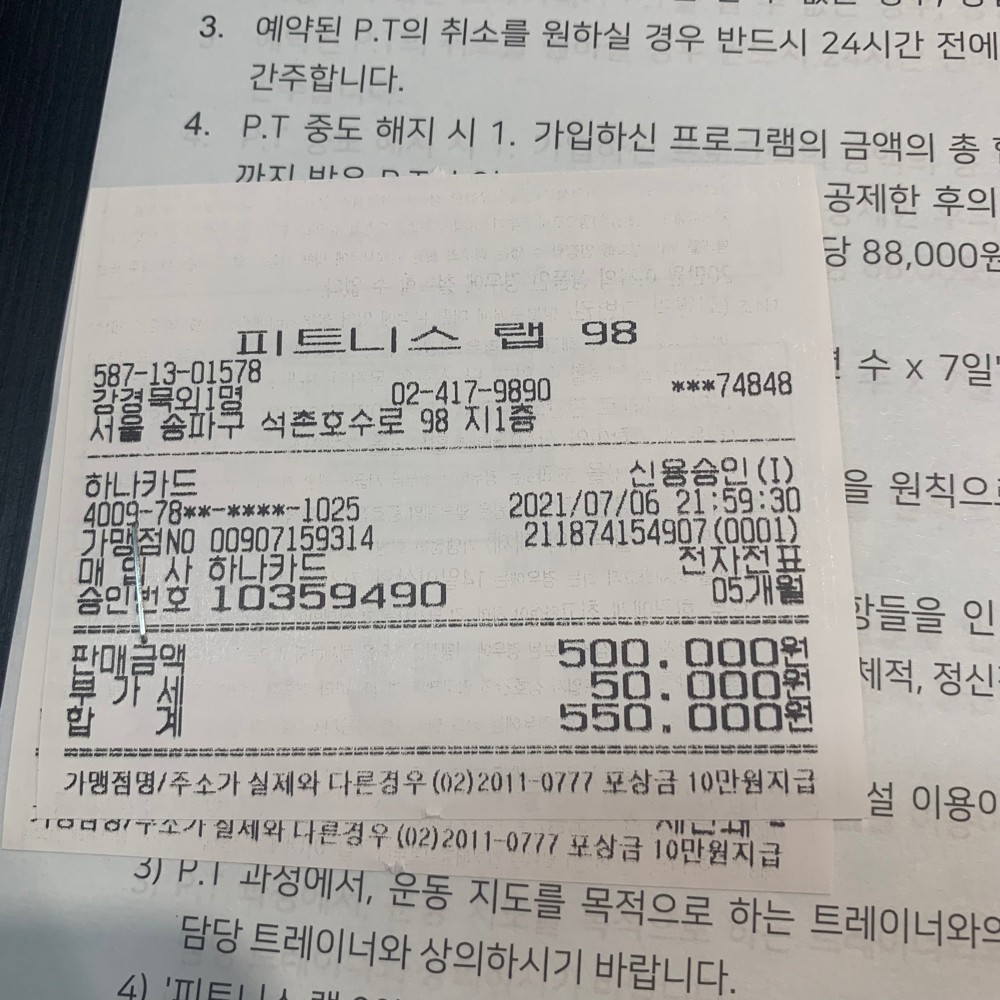 3. 예약된 P.T의 취소를 원하실 경우 반드시 24시간 전에
간주합니다.
4. P.T 중도 해지 시 1. 가입하신 프로그램의 금액의 총
까지 받은
공제한 후의
당 88,000원
수 x 7일
을 원칙으로
항들을 인
체적, 정신
설 이용이
피트니스 랩 98
587-13-01578
강경묵외1명 02-417-9890 ***74848
서울 송파구 석촌호수로 98 지1층
하나카드 신용승인(I)
4009-78**-****-1025 2021/07/06 21:59:30
가맹점NO 00907159314 211874154907(0001)
매 입 사 하나카드 전자전표
승인번호 10359490 05개월
판매금액 500.000원
부 가 세 50.000원
합 계 550.000원
가맹점명/주소가 실제와 다른경우 (02)2011-0777 포상금 10만원지급
가맹점명/주소가 실제와 다른경우 (02)2011-0777 포상금 10만원지급
3) P.T 과정에서, 운동 지도를 목적으로 하는 트레이너와의
담당 트레이너와 상의하시기 바랍니다.
4) '피트니스 랩